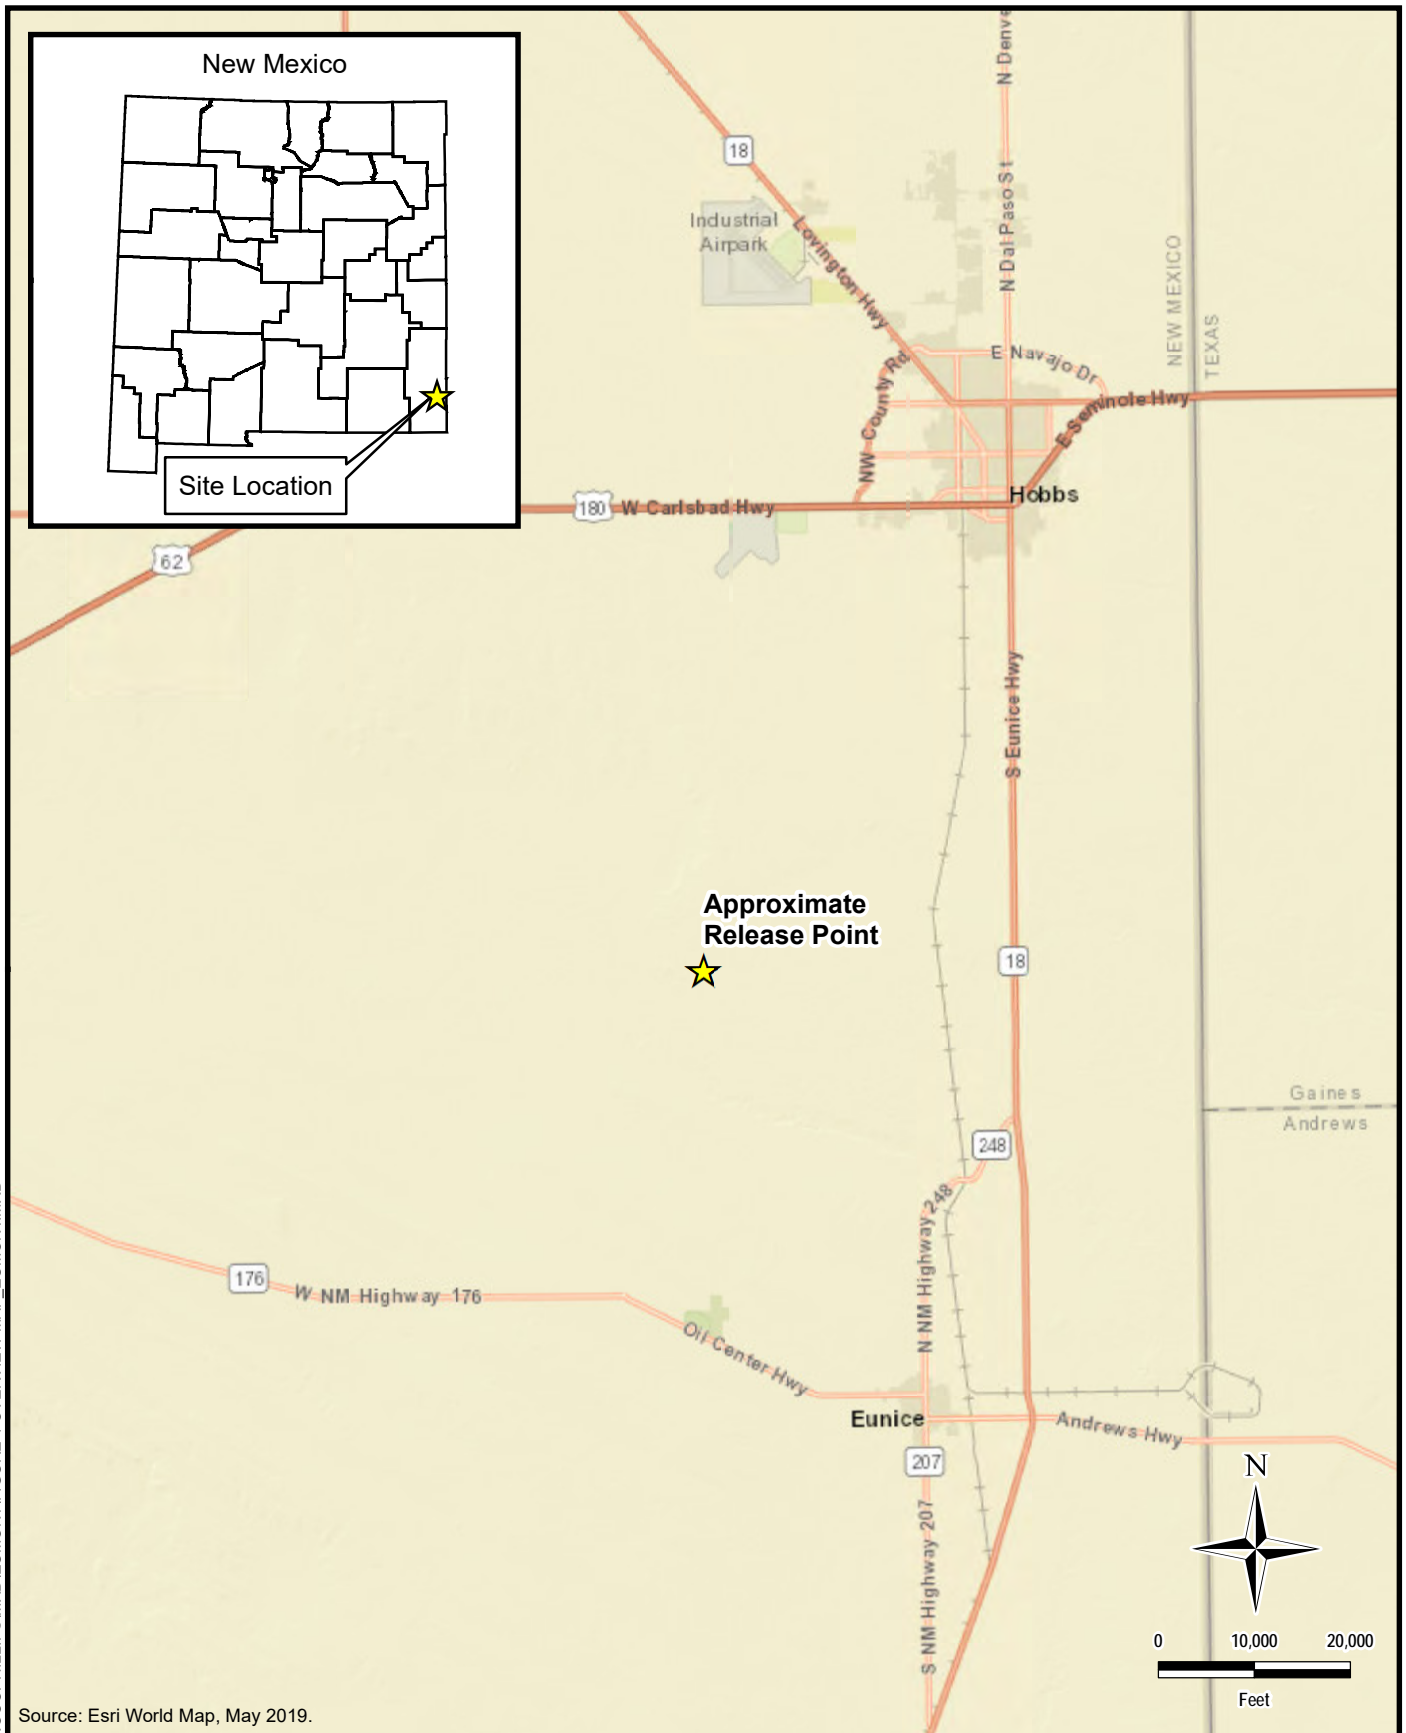 New Mexico
Site Location
N Denve
18
Industrial
Airpark
Lovington Hwy
N Dal Paso St
NEW MEXICO
TEXAS
E Navajo Dr
NW County Rd
E Seminole Hwy
Hobbs
180
W Carlsbad Hwy
62
S Eunice Hwy
Approximate
Release Point
18
Gaines
Andrews
248
N NM Highway 248
176
W NM Highway 176
Oil Center Hwy
Eunice
Andrews Hwy
207
S NM Highway 207
N
0 10,000 20,000
Feet
Source: Esri World Map, May 2019.